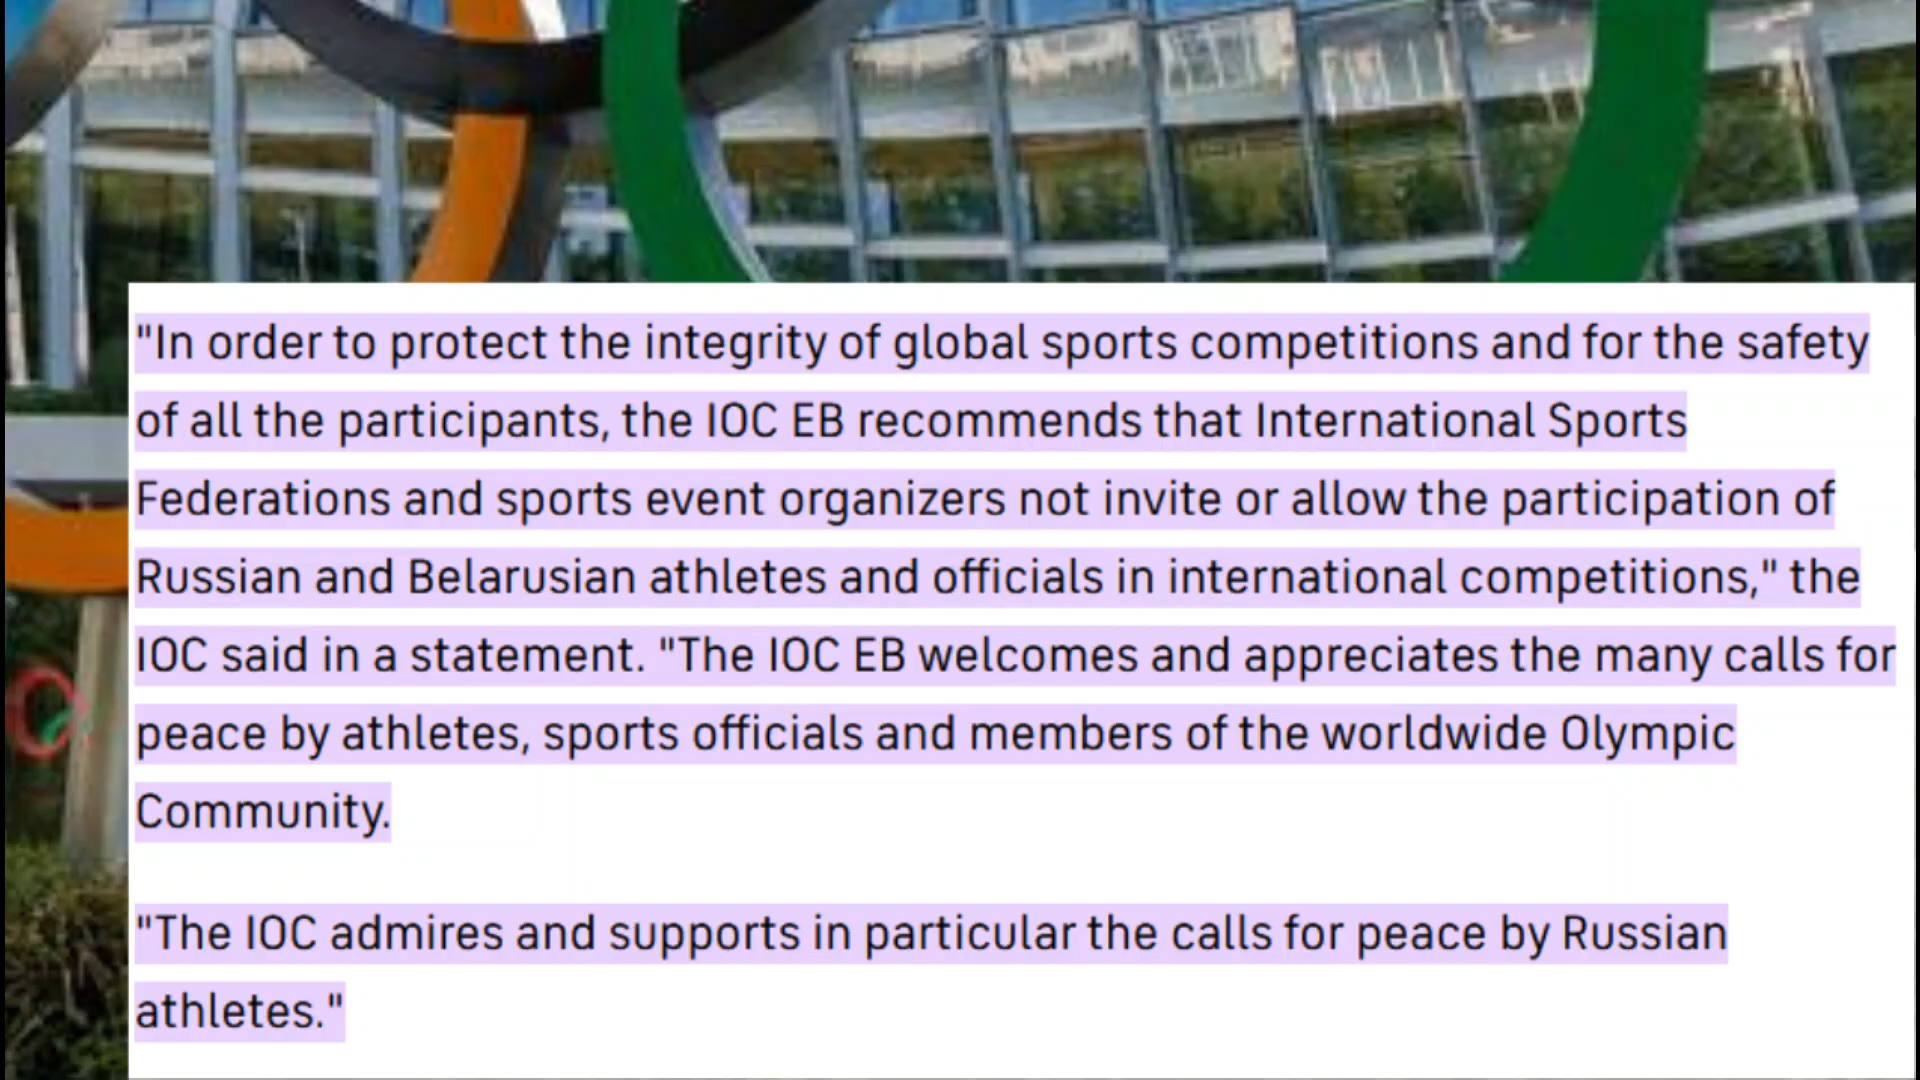 "In order to protect the integrity of global sports competitions and for the safety
of all the participants, the IOC EB recommends that International Sports
Federations and sports event organizers not invite or allow the participation of
Russian and Belarusian athletes and officials in international competitions," the
IOC said in a statement. "The IOC EB welcomes and appreciates the many calls for
peace by athletes, sports officials and members of the worldwide Olympic
Community.
"The IOC admires and supports in particular the calls for peace by Russian
athletes."